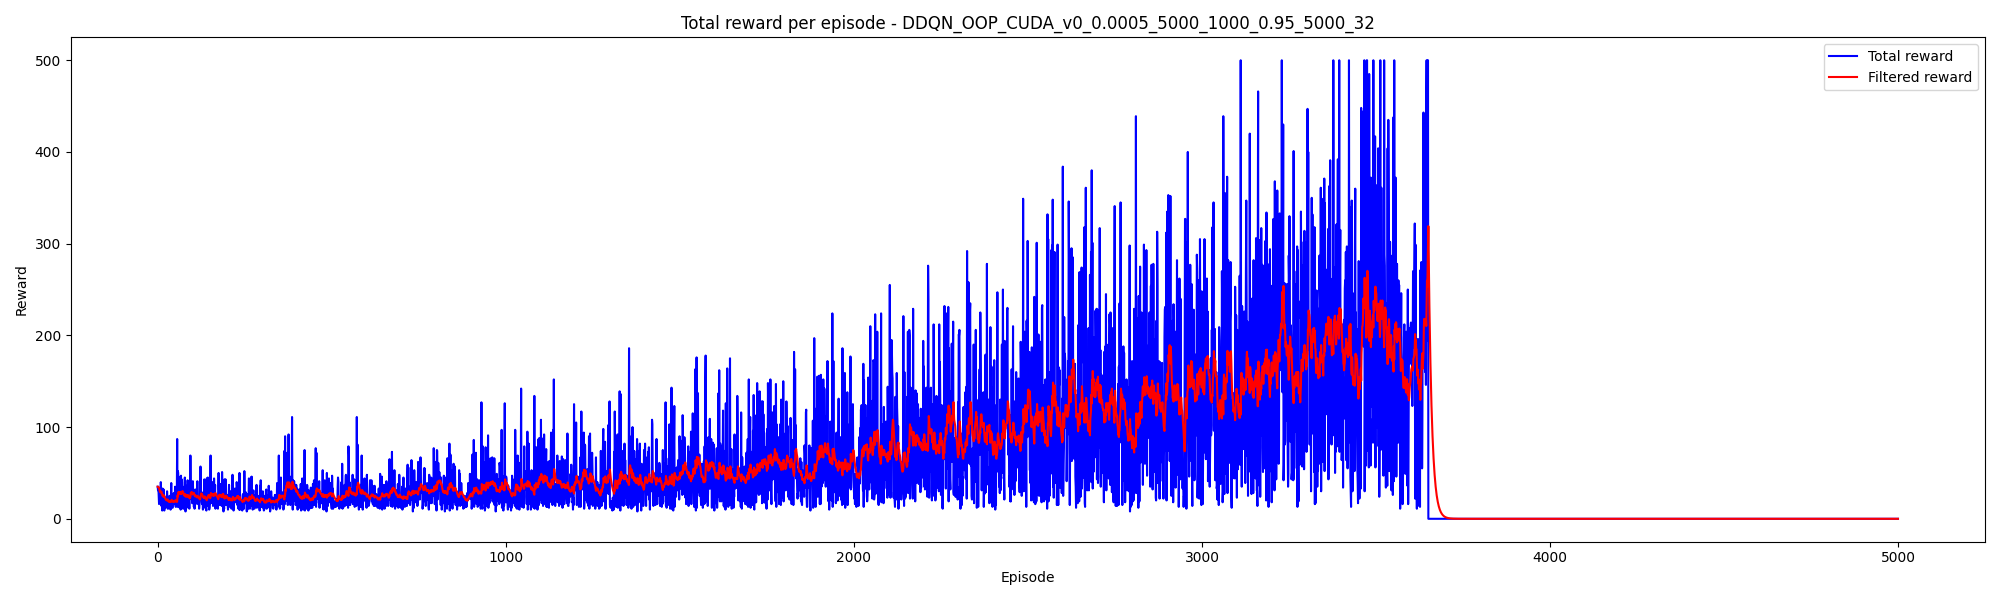 Total reward per episode - DDQN_OOP_CUDA_v0_0.0005_5000_1000_0.95_5000_32
Total reward
Filtered reward
500
400
300
200
100
0
Reward
0 1000 2000 3000 4000 5000
Episode